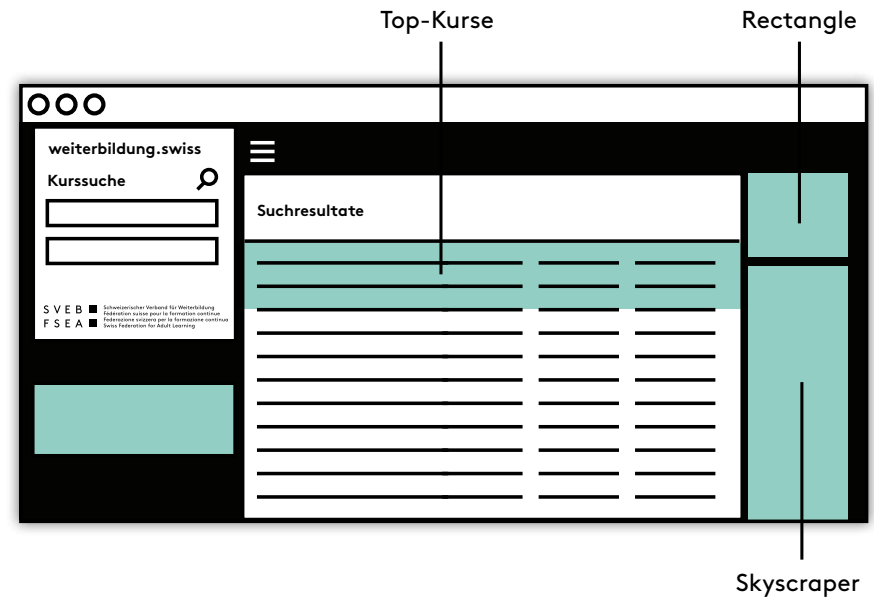 Top-Kurse
Rectangle
weiterbildung.swiss
Kurssuche
Suchresultate
SVEB
FSEA
Schweizerischer Verband für Weiterbildung
Fédération suisse pour la formation continue
Federazione svizzera per la formazione continua
Swiss Federation for Adult Learning
Skyscraper